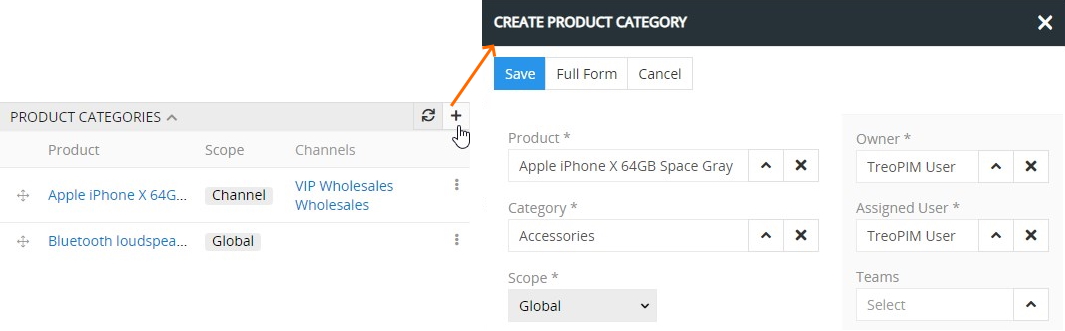 PRODUCT CATEGORIES
Product Scope Channels
Apple iPhone X 64G... Channel VIP Wholesales
Wholesales
Bluetooth loudspea... Global
CREATE PRODUCT CATEGORY
Save Full Form Cancel
Product *
Apple iPhone X 64GB Space Gray
Category *
Accessories
Scope *
Global
Owner *
TreoPIM User
Assigned User *
TreoPIM User
Teams
Select